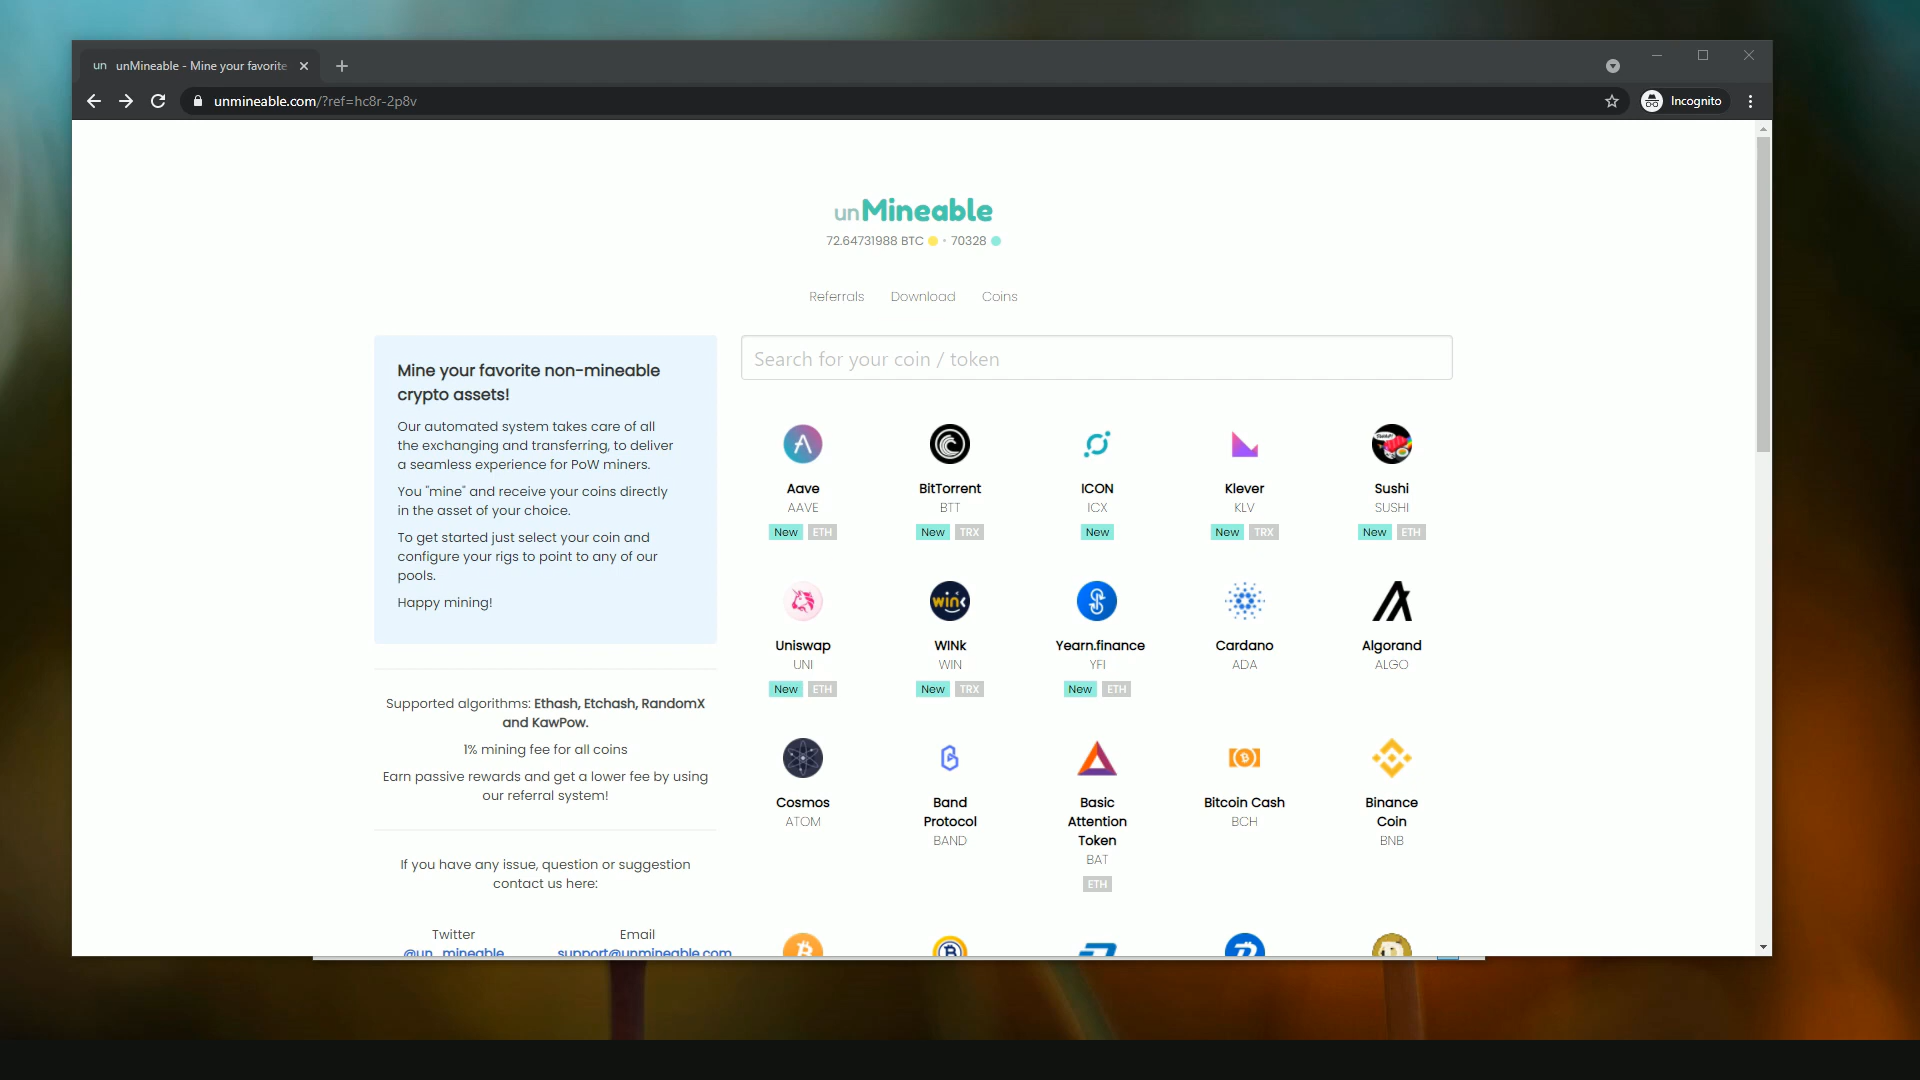 un unMineable - Mine your favorite
unmineable.com/?ref=hc8r-2p8v
Incognito
unMineable
72.64731988 BTC • 70328
Referrals Download Coins
Mine your favorite non-mineable
crypto assets!
Our automated system takes care of all
the exchanging and transferring, to deliver
a seamless experience for PoW miners.
You "mine" and receive your coins directly
in the asset of your choice.
To get started just select your coin and
configure your rigs to point to any of our
pools.
Happy mining!
Supported algorithms: Ethash, Etchash, RandomX
and KawPow.
1% mining fee for all coins
Earn passive rewards and get a lower fee by using
our referral system!
If you have any issue, question or suggestion
contact us here:
Twitter
@un_mineable
Email
support@unmineable.com
Search for your coin / token
Aave
AAVE
New ETH
BitTorrent
BTT
New TRX
ICON
ICX
New
Klever
KLV
New TRX
Sushi
SUSHI
New ETH
Uniswap
UNI
New ETH
WINk
WIN
New TRX
Yearn.finance
YFI
New ETH
Cardano
ADA
Algorand
ALGO
Cosmos
ATOM
Band
Protocol
BAND
Basic
Attention
Token
BAT
ETH
Bitcoin Cash
BCH
Binance
Coin
BNB